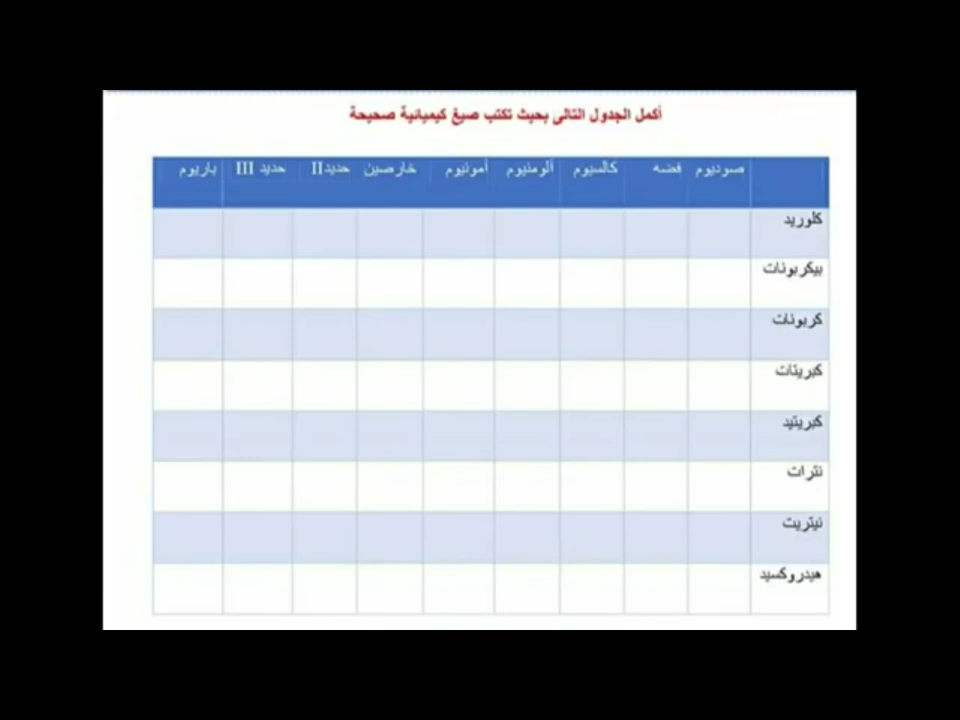 أكمل الجدول التالى بحيث تكتب صيغ كيميائية صحيحة
صوديوم فضه كالسيوم ألومنيوم أمونيوم خارصين حديدII حديد III باريوم
كلوريد
بيكربونات
كربونات
كبريتات
كبريتيد
نترات
نيتريت
هيدروكسيد